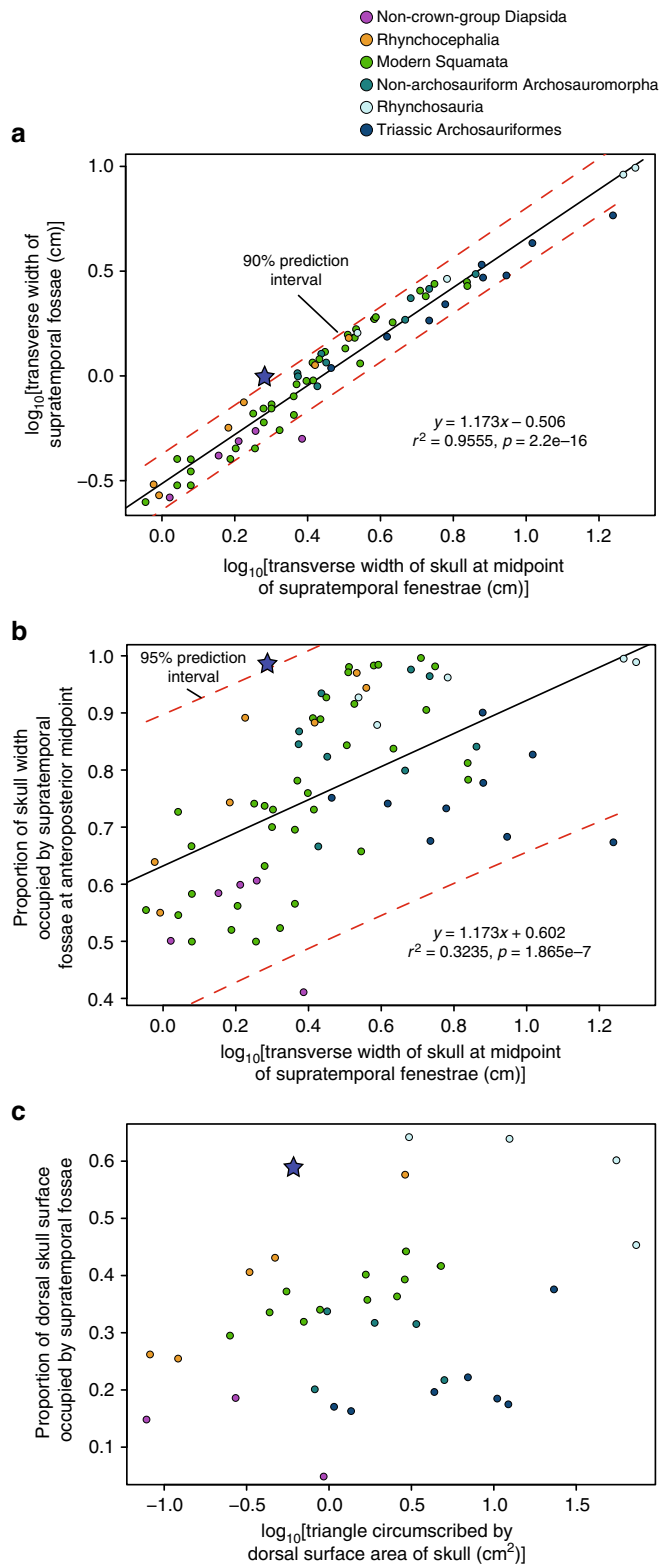 Non-crown-group Diapsida
Rhynchocephalia
Modern Squamata
Non-archosauriform Archosauromorpha
Rhynchosauria
Triassic Archosauriformes
a
1.0
0.5
0.0
−0.5
log10[transverse width of
supratemporal fossae (cm)]
90% prediction
interval
y = 1.173x – 0.506
r² = 0.9555, p = 2.2e–16
0.0 0.2 0.4 0.6 0.8 1.0 1.2
log10[transverse width of skull at midpoint
of supratemporal fenestrae (cm)]
b
1.0
0.9
0.8
0.7
0.6
0.5
0.4
Proportion of skull width
occupied by supratemporal
fossae at anteroposterior midpoint
95% prediction
interval
y = 1.173x + 0.602
r² = 0.3235, p = 1.865e–7
0.0 0.2 0.4 0.6 0.8 1.0 1.2
log10[transverse width of skull at midpoint
of supratemporal fenestrae (cm)]
c
0.6
0.5
0.4
0.3
0.2
0.1
Proportion of dorsal skull surface
occupied by supratemporal fossae
−1.0 −0.5 0.0 0.5 1.0 1.5
log10[triangle circumscribed by
dorsal surface area of skull (cm²)]